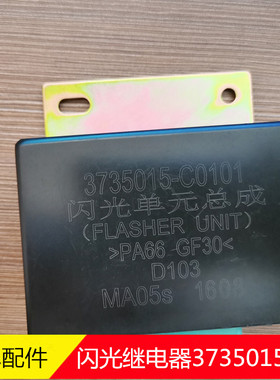 3735015-C0101
闪光单元总成
(FLASHER UNIT)
>PA66 GF30<
D103
MA05s 1608
配件
闪光继电器3735015